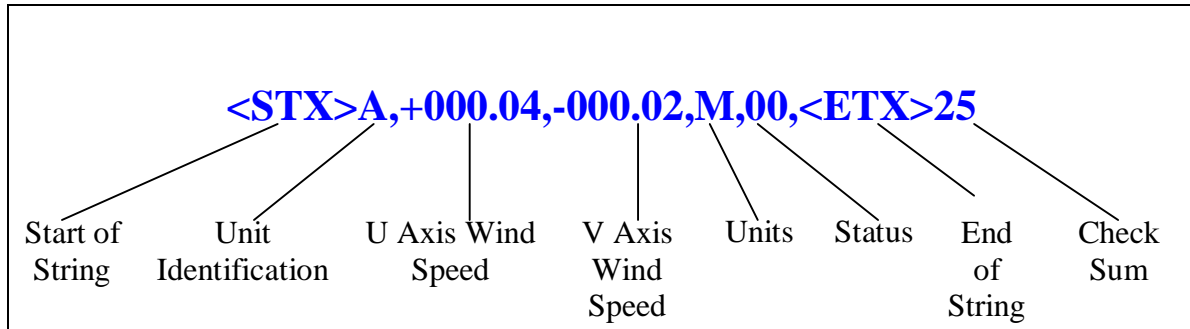 <STX>A,+000.04,-000.02,M,00,<ETX>25
Start of String
Unit Identification
U Axis Wind Speed
V Axis Wind Speed
Units
Status
End of String
Check Sum